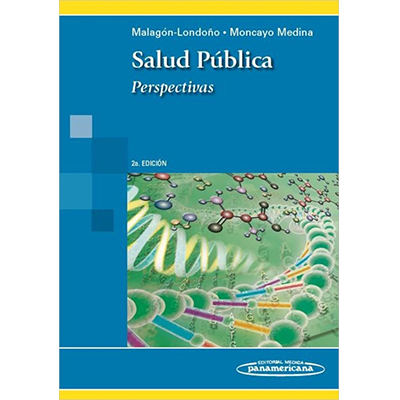 Malagón-Londoño • Moncayo Medina
Salud Pública
Perspectivas
2a. EDICIÓN
EDITORIAL MEDICA
panamericana